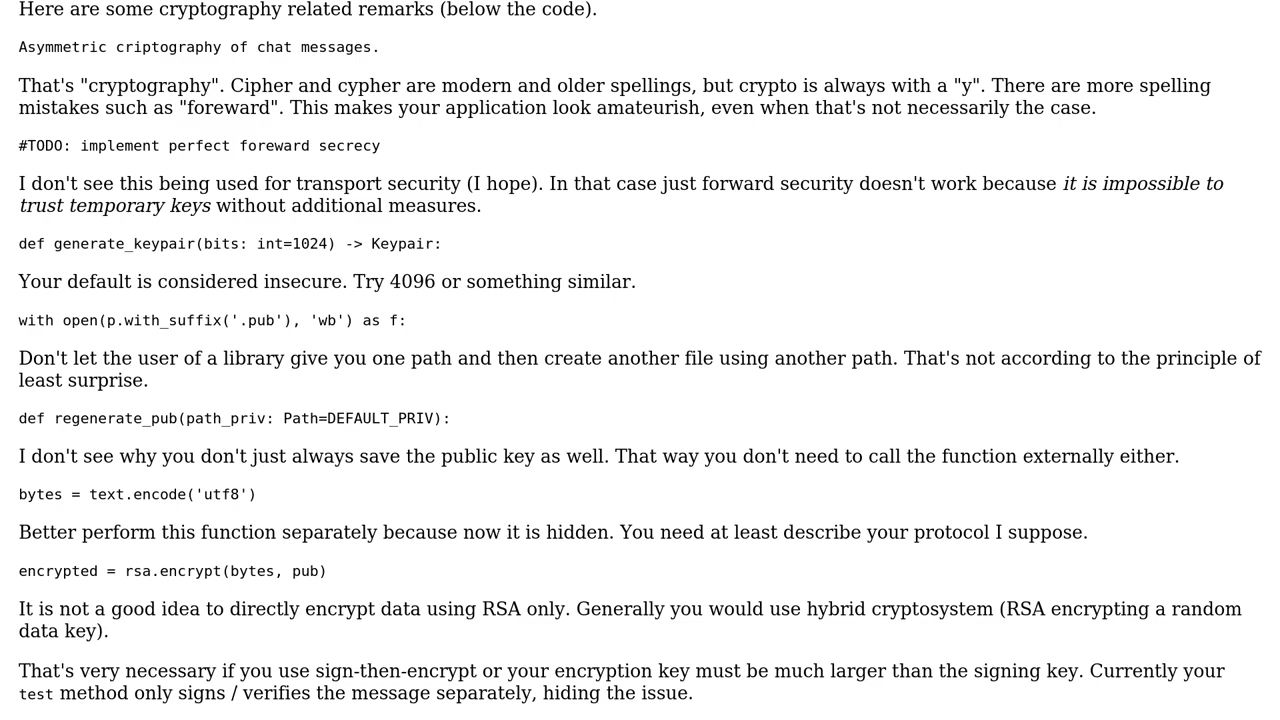 Here are some cryptography related remarks (below the code).
Asymmetric criptography of chat messages.
That's "cryptography". Cipher and cypher are modern and older spellings, but crypto is always with a "y". There are more spelling
mistakes such as "foreward". This makes your application look amateurish, even when that's not necessarily the case.
#TODO: implement perfect foreward secrecy
I don't see this being used for transport security (I hope). In that case just forward security doesn't work because it is impossible to
trust temporary keys without additional measures.
def generate_keypair(bits: int=1024) -> Keypair:
Your default is considered insecure. Try 4096 or something similar.
with open(p.with_suffix('.pub'), 'wb') as f:
Don't let the user of a library give you one path and then create another file using another path. That's not according to the principle of
least surprise.
def regenerate_pub(path_priv: Path=DEFAULT_PRIV):
I don't see why you don't just always save the public key as well. That way you don't need to call the function externally either.
bytes = text.encode('utf8')
Better perform this function separately because now it is hidden. You need at least describe your protocol I suppose.
encrypted = rsa.encrypt(bytes, pub)
It is not a good idea to directly encrypt data using RSA only. Generally you would use hybrid cryptosystem (RSA encrypting a random
data key).
That's very necessary if you use sign-then-encrypt or your encryption key must be much larger than the signing key. Currently your
test method only signs / verifies the message separately, hiding the issue.